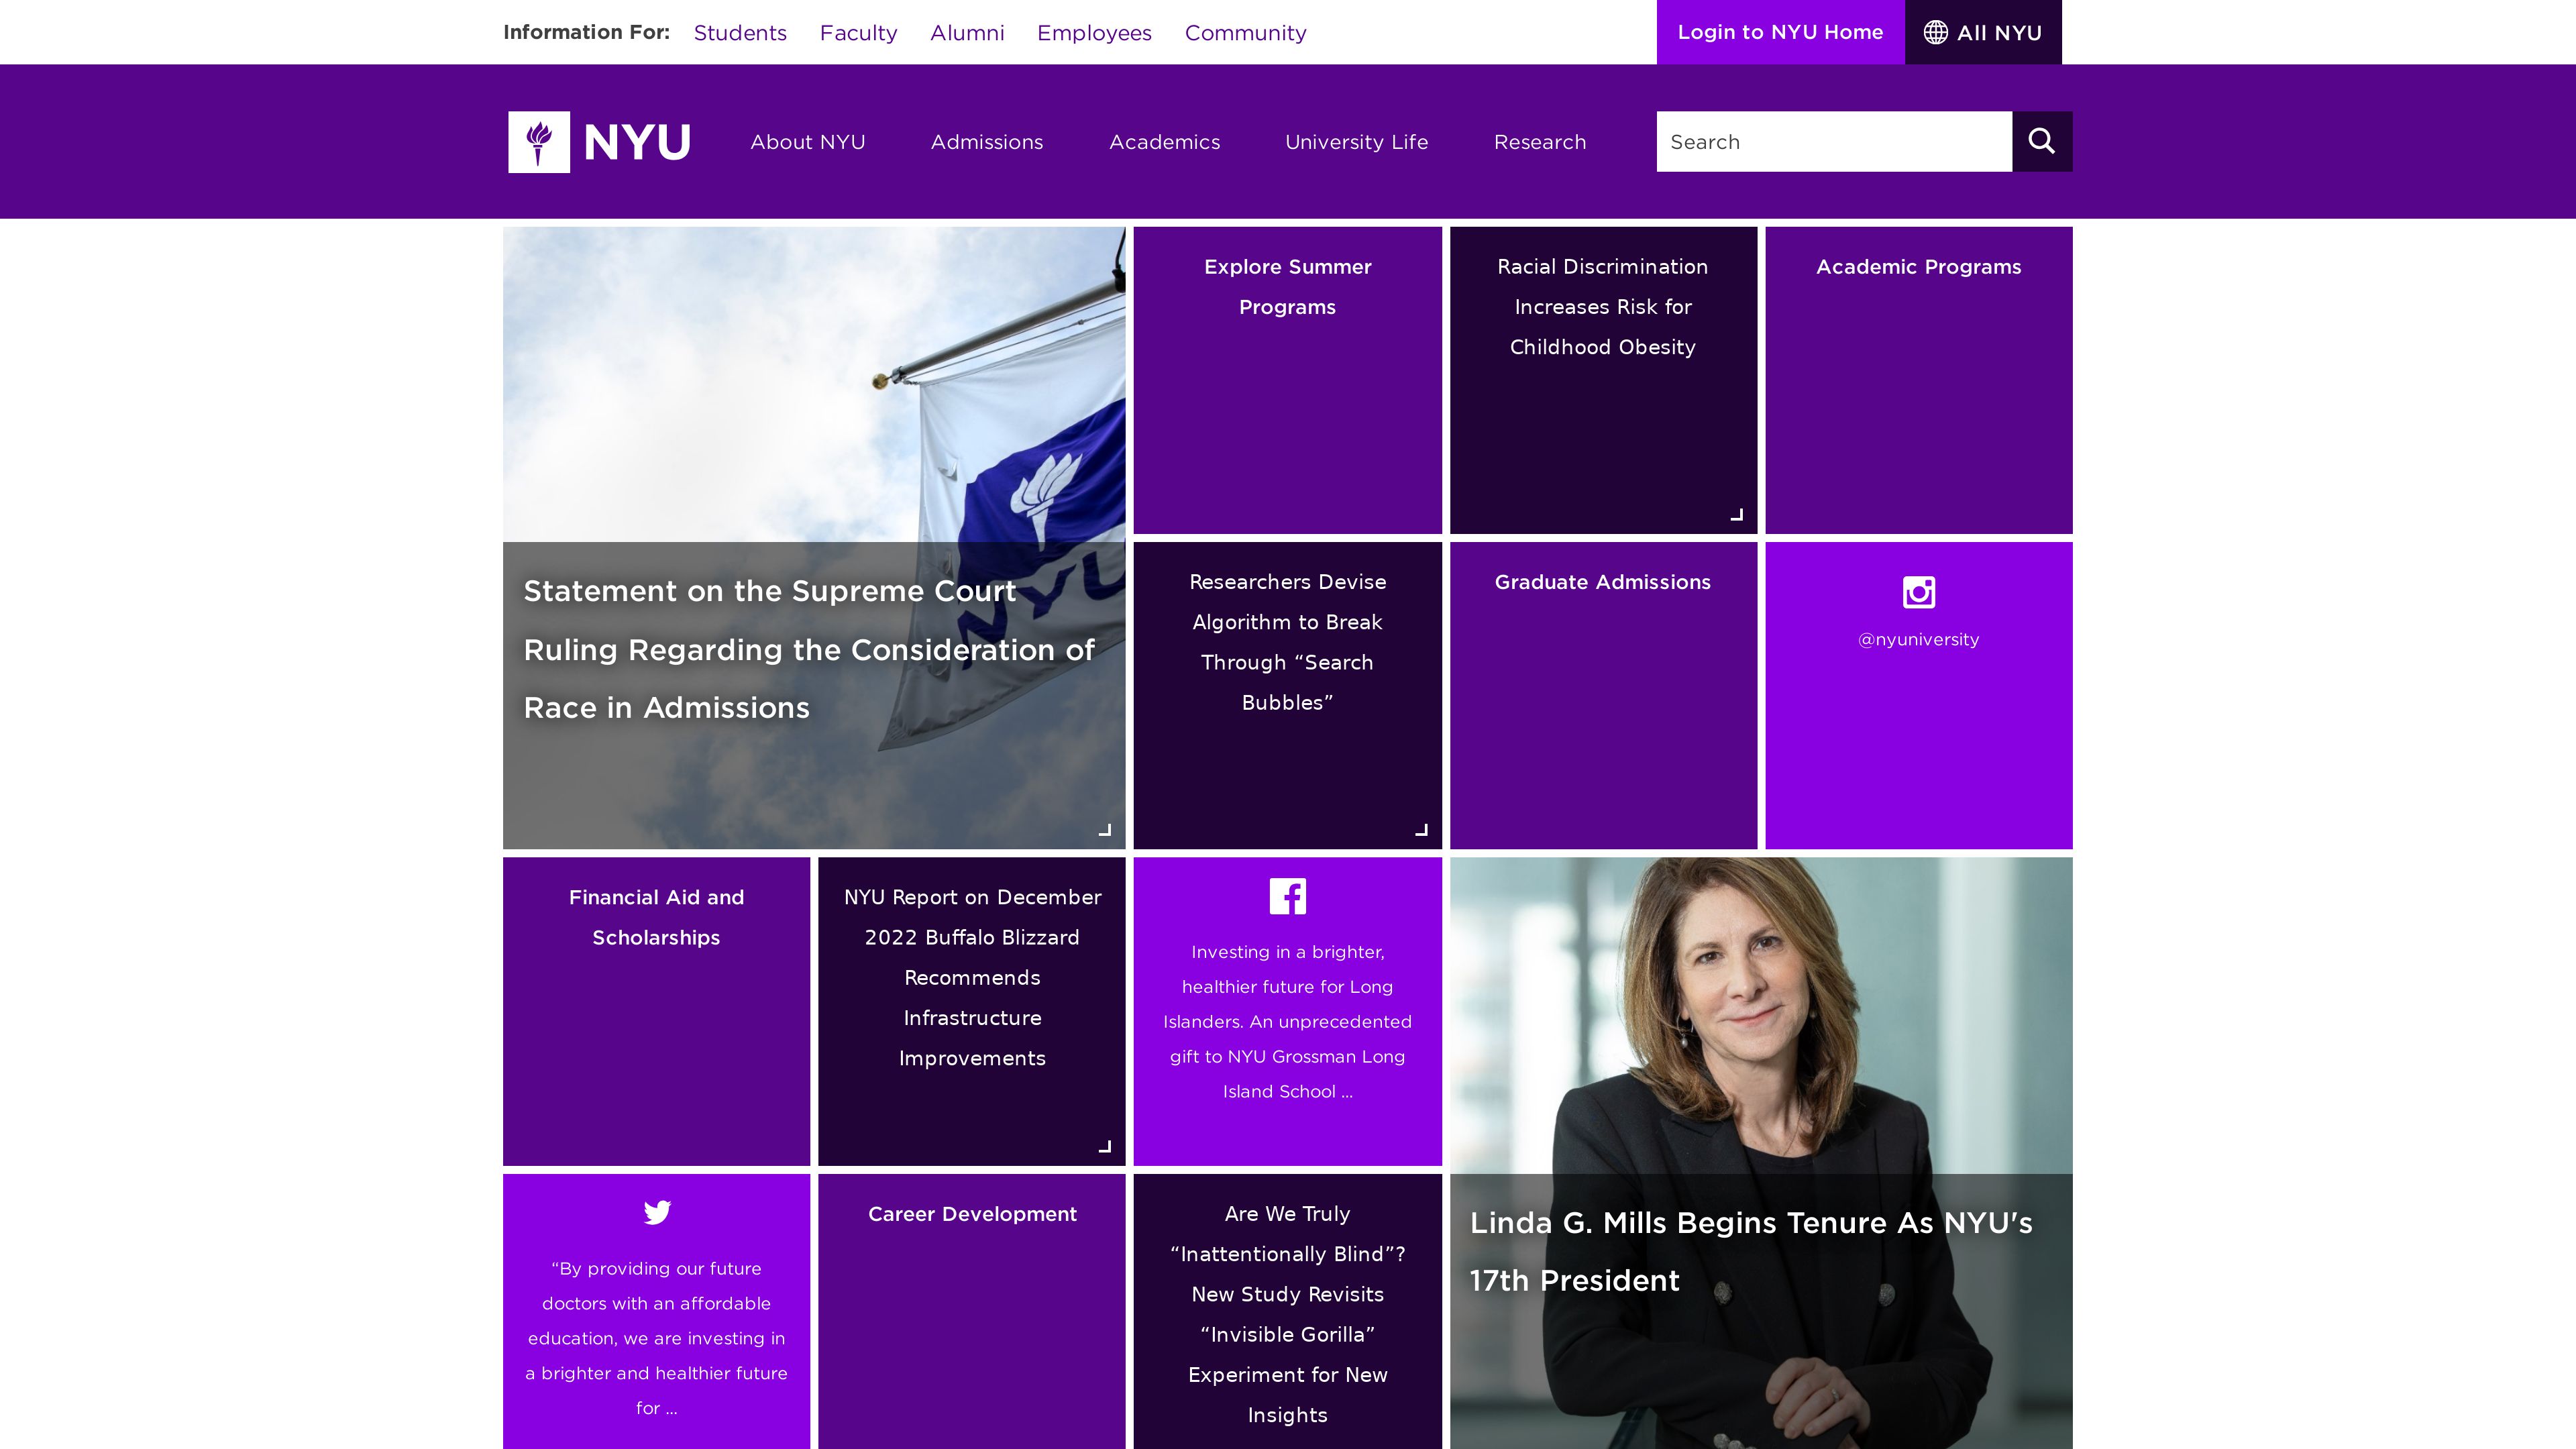 Information For: Students Faculty Alumni Employees Community Login to NYU Home All NYU
NYU About NYU Admissions Academics University Life Research Search
Statement on the Supreme Court
Ruling Regarding the Consideration of
Race in Admissions
NYU
Explore Summer
Programs
Racial Discrimination
Increases Risk for
Childhood Obesity
Academic Programs
Researchers Devise
Algorithm to Break
Through “Search
Bubbles”
Graduate Admissions
@nyuniversity
Financial Aid and
Scholarships
NYU Report on December
2022 Buffalo Blizzard
Recommends
Infrastructure
Improvements
Investing in a brighter,
healthier future for Long
Islanders. An unprecedented
gift to NYU Grossman Long
Island School ...
“By providing our future
doctors with an affordable
education, we are investing in
a brighter and healthier future
for ...
Career Development
Are We Truly
“Inattentionally Blind”?
New Study Revisits
“Invisible Gorilla”
Experiment for New
Insights
Linda G. Mills Begins Tenure As NYU's
17th President